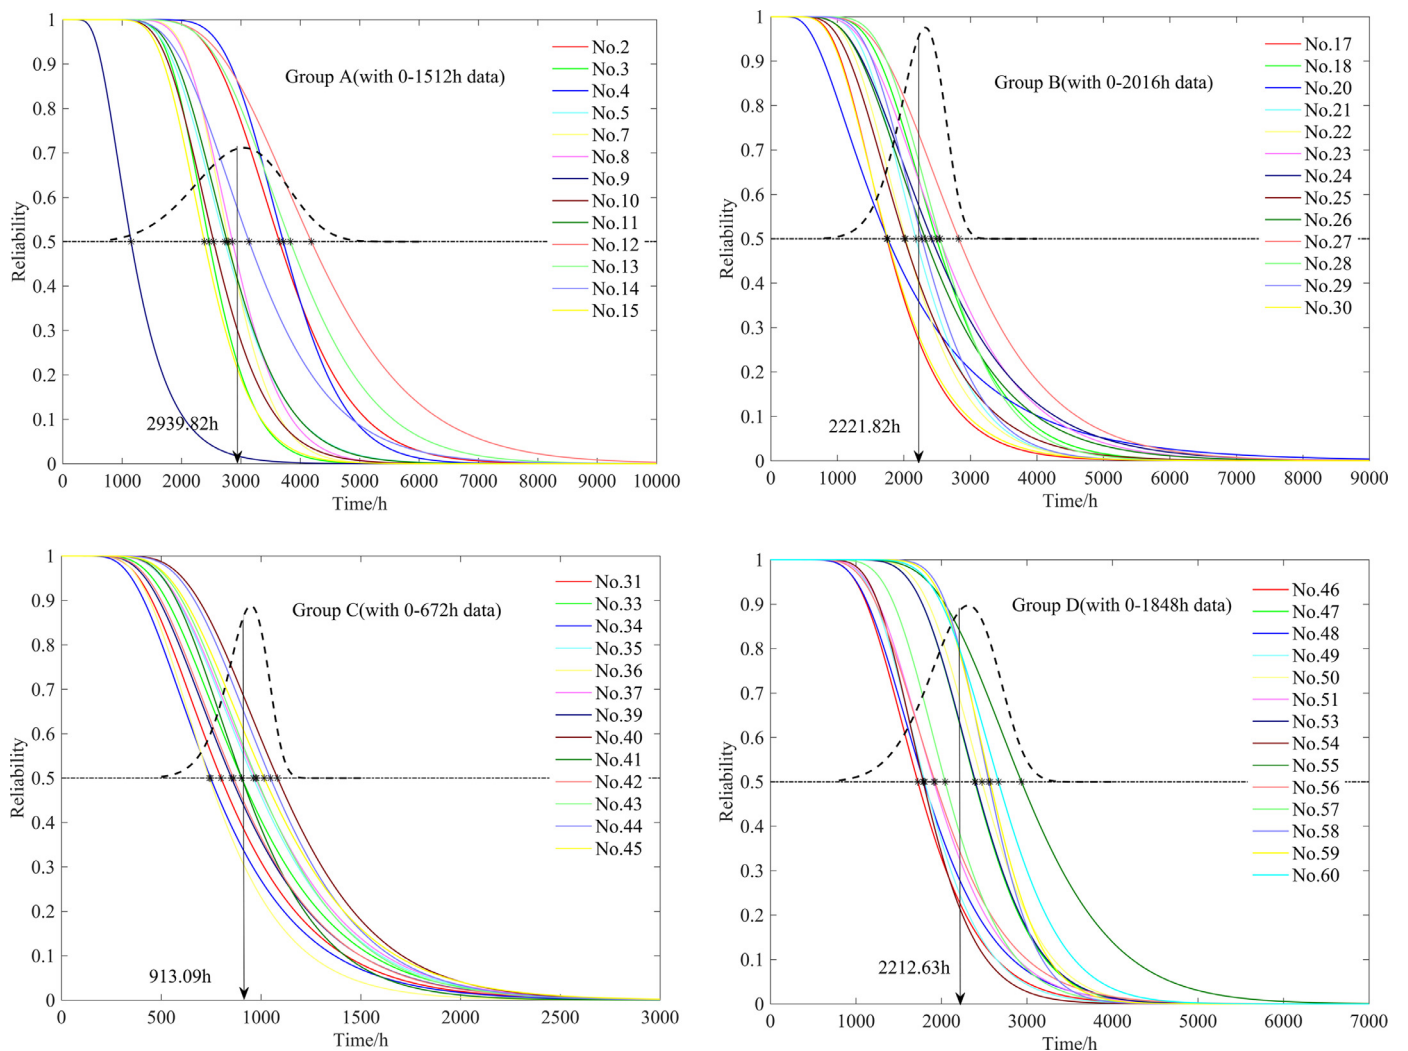 Group A(with 0-1512h data)
Reliability
1
0.9
0.8
0.7
0.6
0.5
0.4
0.3
0.2
0.1
0
No.2
No.3
No.4
No.5
No.7
No.8
No.9
No.10
No.11
No.12
No.13
No.14
No.15
2939.82h
0 1000 2000 3000 4000 5000 6000 7000 8000 9000 10000
Time/h
Group B(with 0-2016h data)
Reliability
1
0.9
0.8
0.7
0.6
0.5
0.4
0.3
0.2
0.1
0
No.17
No.18
No.20
No.21
No.22
No.23
No.24
No.25
No.26
No.27
No.28
No.29
No.30
2221.82h
0 1000 2000 3000 4000 5000 6000 7000 8000 9000
Time/h
Group C(with 0-672h data)
Reliability
1
0.9
0.8
0.7
0.6
0.5
0.4
0.3
0.2
0.1
0
No.31
No.33
No.34
No.35
No.36
No.37
No.39
No.40
No.41
No.42
No.43
No.44
No.45
913.09h
0 500 1000 1500 2000 2500 3000
Time/h
Group D(with 0-1848h data)
Reliability
1
0.9
0.8
0.7
0.6
0.5
0.4
0.3
0.2
0.1
0
No.46
No.47
No.48
No.49
No.50
No.51
No.53
No.54
No.55
No.56
No.57
No.58
No.59
No.60
2212.63h
0 1000 2000 3000 4000 5000 6000 7000
Time/h